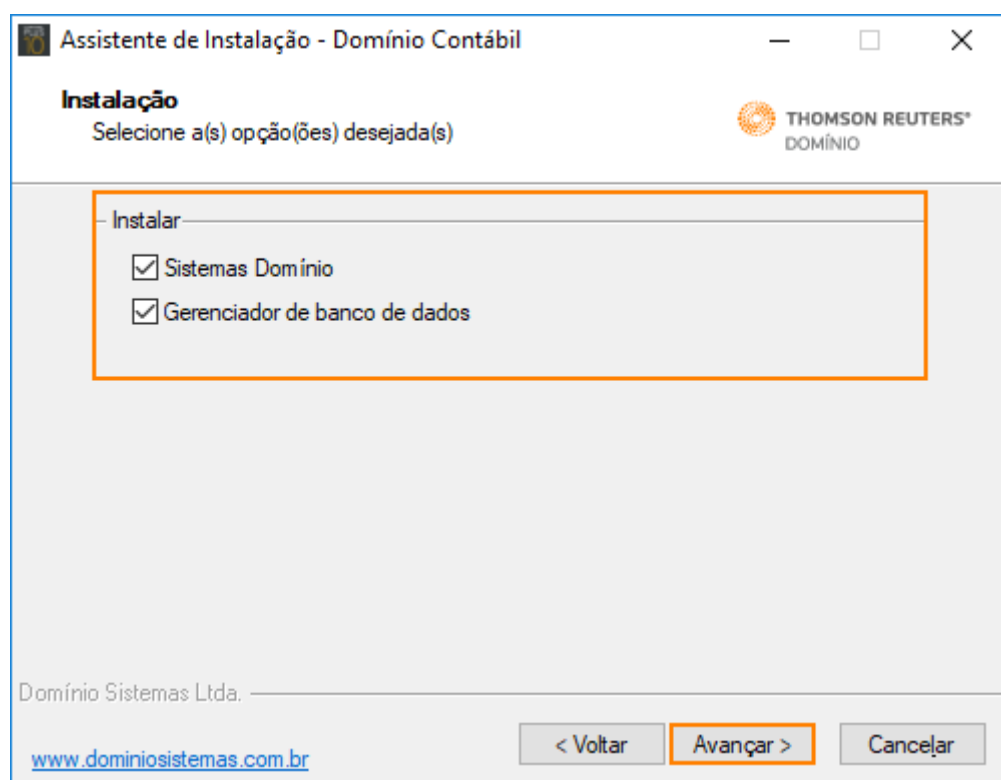 Assistente de Instalação - Domínio Contábil
Instalação
Selecione a(s) opção(ões) desejada(s)
THOMSON REUTERS®
DOMÍNIO
Instalar
Sistemas Domínio
Gerenciador de banco de dados
Domínio Sistemas Ltda.
www.dominiosistemas.com.br
< Voltar
Avançar >
Cancelar